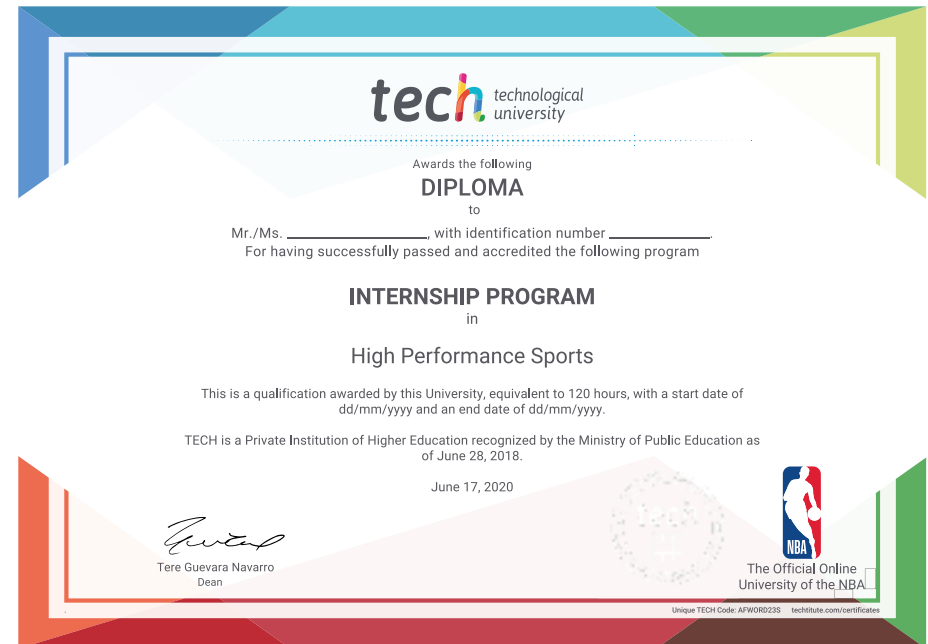 tech technological
university
Awards the following
DIPLOMA
to
Mr./Ms. ____________________, with identification number ______________.
For having successfully passed and accredited the following program
INTERNSHIP PROGRAM
in
High Performance Sports
This is a qualification awarded by this University, equivalent to 120 hours, with a start date of
dd/mm/yyyy and an end date of dd/mm/yyyy.
TECH is a Private Institution of Higher Education recognized by the Ministry of Public Education as
of June 28, 2018.
June 17, 2020
tech
NBA
Tere Guevara Navarro
Dean
The Official Online
University of the NBA
Unique TECH Code: AFWORD23S techtitute.com/certificates